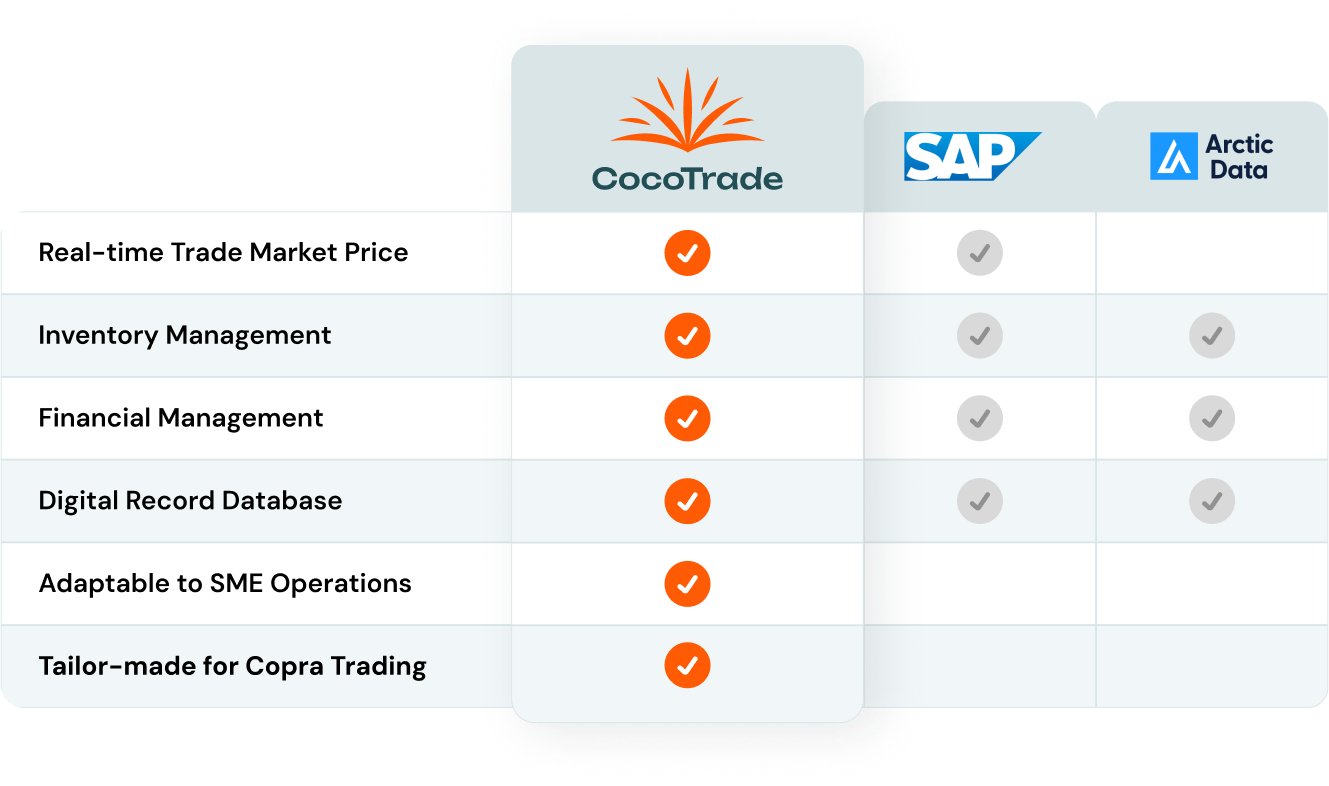 CocoTrade
SAP
Arctic
Data
Real-time Trade Market Price
Inventory Management
Financial Management
Digital Record Database
Adaptable to SME Operations
Tailor-made for Copra Trading